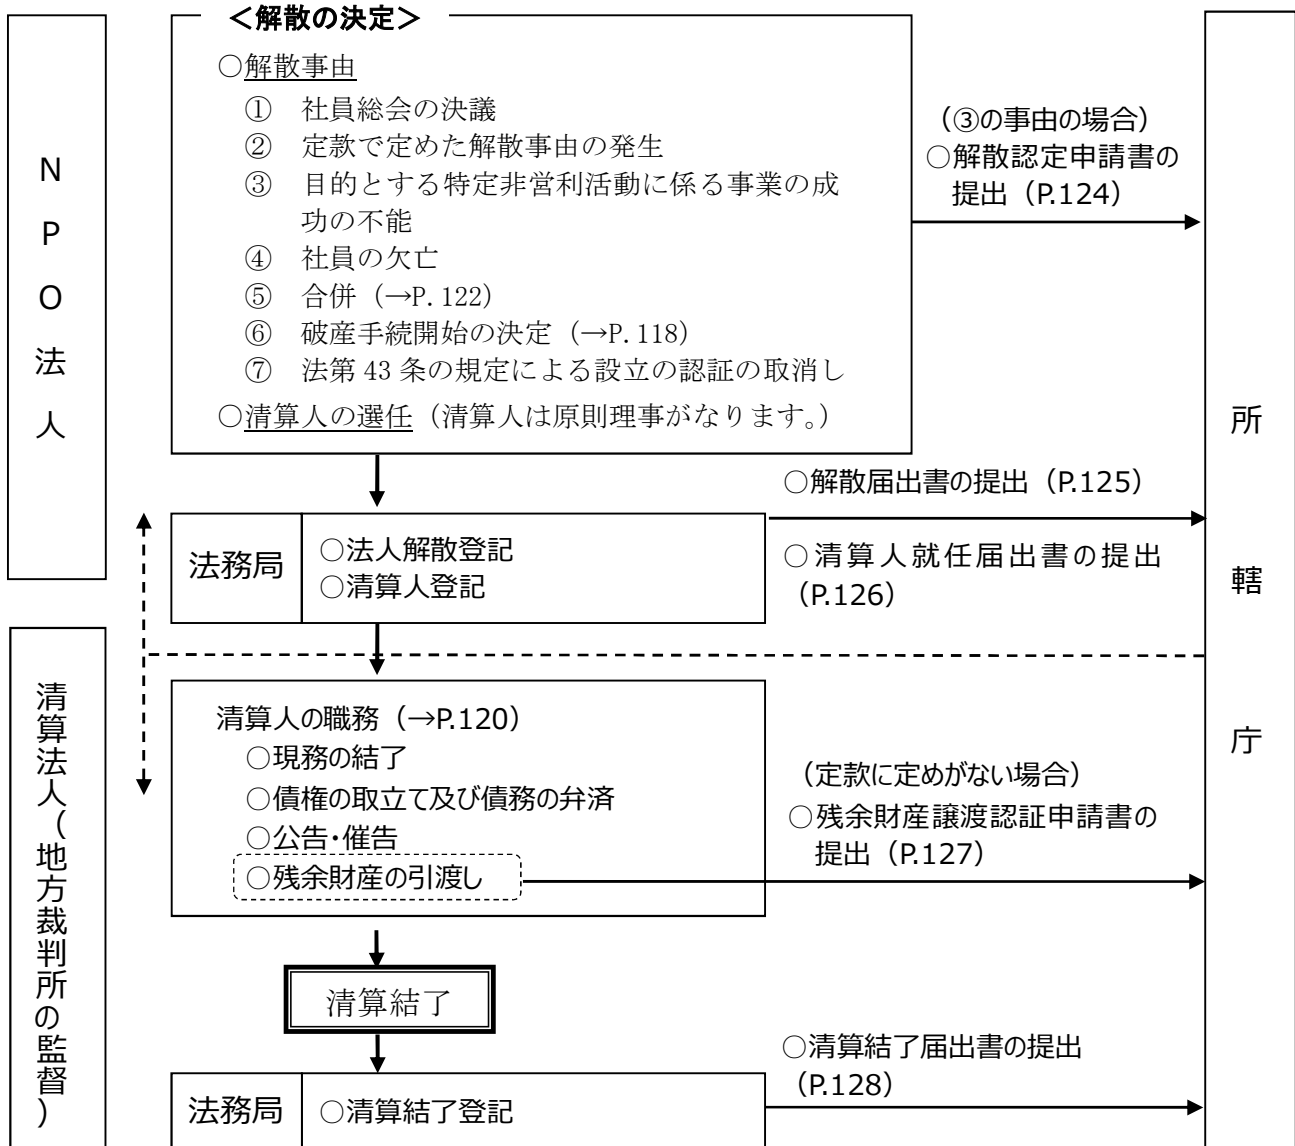 NPO法人
＜解散の決定＞
○解散事由
① 社員総会の決議
② 定款で定めた解散事由の発生
③ 目的とする特定非営利活動に係る事業の成
功の不能
④ 社員の欠亡
⑤ 合併（→P.122）
⑥ 破産手続開始の決定（→P.118）
⑦ 法第 43 条の規定による設立の認証の取消し
○清算人の選任（清算人は原則理事がなります。）
（③の事由の場合）
○解散認定申請書の
提出（P.124）
所轄庁
法務局
○法人解散登記
○清算人登記
○解散届出書の提出（P.125）
○清算人就任届出書の提出
（P.126）
清算法人（地方裁判所の監督）
清算人の職務（→P.120）
○現務の結了
○債権の取立て及び債務の弁済
○公告・催告
○残余財産の引渡し
（定款に定めがない場合）
○残余財産譲渡認証申請書の
提出（P.127）
清算結了
法務局
○清算結了登記
○清算結了届出書の提出
（P.128）